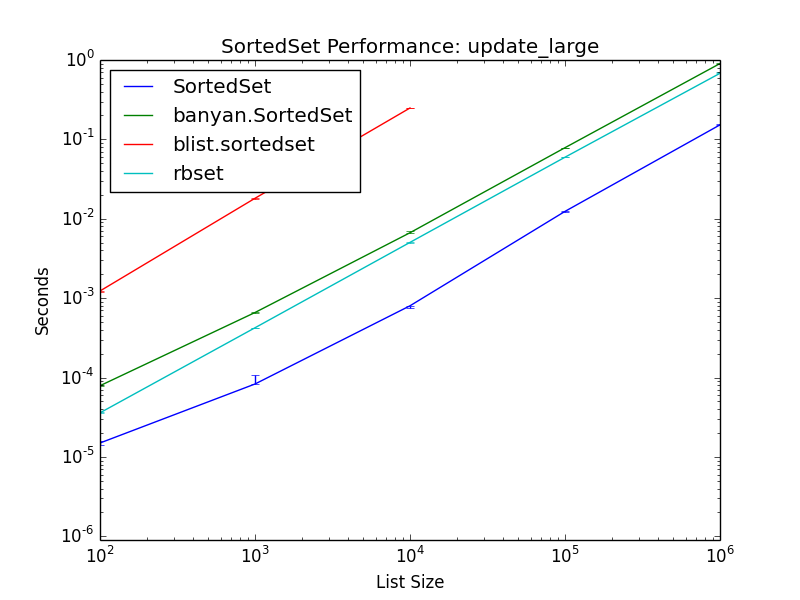 SortedSet Performance: update_large
10^0
10^-1
10^-2
10^-3
10^-4
10^-5
10^-6
Seconds
SortedSet
banyan.SortedSet
blist.sortedset
rbset
10^2
10^3
10^4
10^5
10^6
List Size